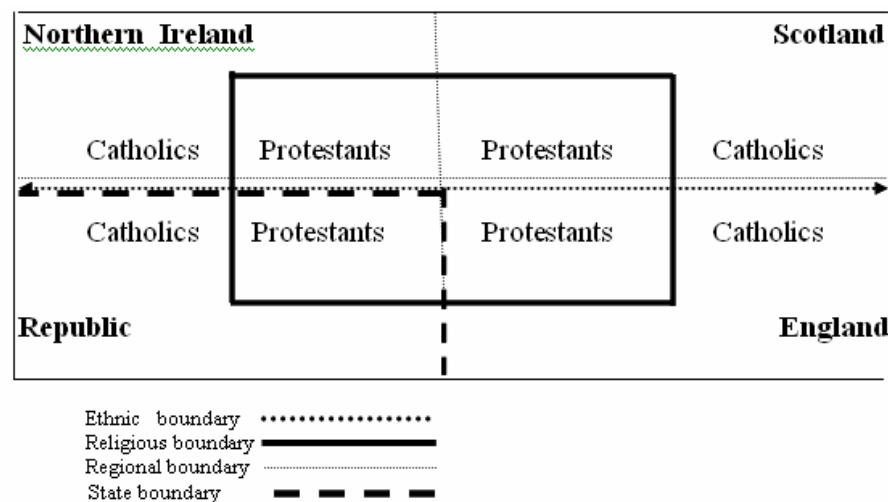 Northern Ireland Scotland
Catholics Protestants Protestants Catholics
Catholics Protestants Protestants Catholics
Republic England
Ethnic boundary
Religious boundary
Regional boundary
State boundary